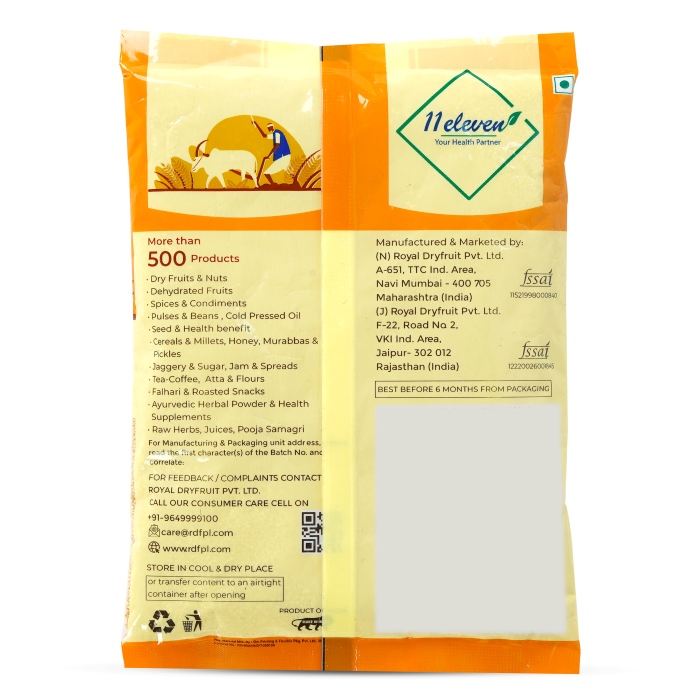 11 eleven
Your Health Partner
More than
500 Products
• Dry Fruits & Nuts
• Dehydrated Fruits
• Spices & Condiments
• Pulses & Beans , Cold Pressed Oil
• Seed & Health benefit
• Cereals & Millets, Honey, Murabbas &
Pickles
• Jaggery & Sugar, Jam & Spreads
• Tea-Coffee, Atta & Flours
• Falhari & Roasted Snacks
• Ayurvedic Herbal Powder & Health
Supplements
• Raw Herbs, Juices, Pooja Samagri
For Manufacturing & Packaging unit address,
read the first character(s) of the Batch No. and
correlate:
FOR FEEDBACK / COMPLAINTS CONTACT
ROYAL DRYFRUIT PVT. LTD.
CALL OUR CONSUMER CARE CELL ON
+91-9649999100
care@rdfpl.com
www.rdfpl.com
STORE IN COOL & DRY PLACE
or transfer content to an airtight
container after opening
PRODUCT O
MAKE IN
Manufactured & Marketed by:
(N) Royal Dryfruit Pvt. Ltd.
A-651, TTC Ind. Area,
Navi Mumbai - 400 705
Maharashtra (India)
(J) Royal Dryfruit Pvt. Ltd.
F-22, Road No. 2,
VKI Ind. Area,
Jaipur- 302 012
Rajasthan (India)
fssai
11521998000840
fssai
BEST BEFORE 6 MONTHS FROM PACKAGING